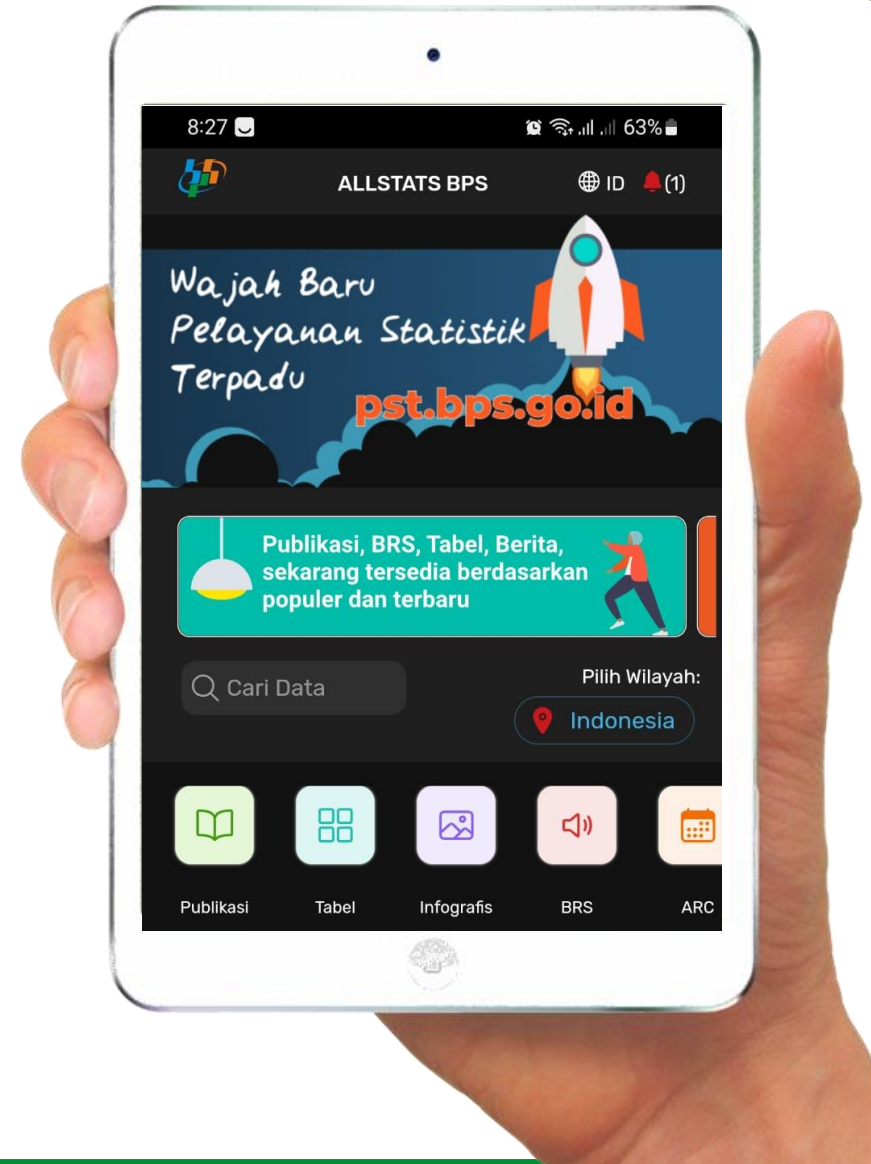 8:27
63%
ALLSTATS BPS
ID
(1)
Wajah Baru
Pelayanan Statistik
Terpadu
pst.bps.go.id
Publikasi, BRS, Tabel, Berita,
sekarang tersedia berdasarkan
populer dan terbaru
Cari Data
Pilih Wilayah:
Indonesia
Publikasi
Tabel
Infografis
BRS
ARC